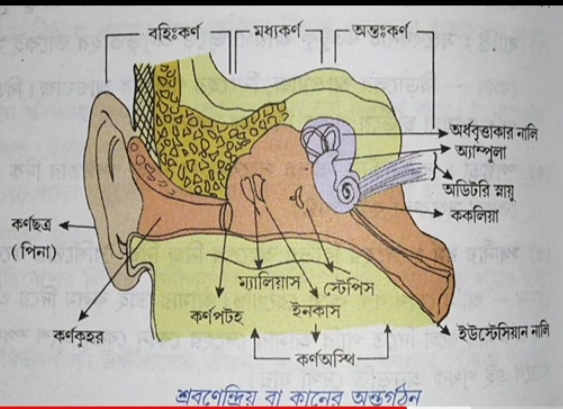 বহিঃকর্ণ
মধ্যকর্ণ
অন্তঃকর্ণ
অর্ধবৃত্তাকার নালি
অ্যাম্পুলা
অডিটরি স্নায়ু
ককলিয়া
কর্ণছত্র
(পিনা)
ম্যালিয়াস
স্টেপিস
কর্ণপটহ
ইনকাস
কর্ণকুহর
ইউস্টেসিয়ান নালি
কর্ণঅস্থি
শ্রবণেন্দ্রিয় বা কানের অন্তর্গঠন